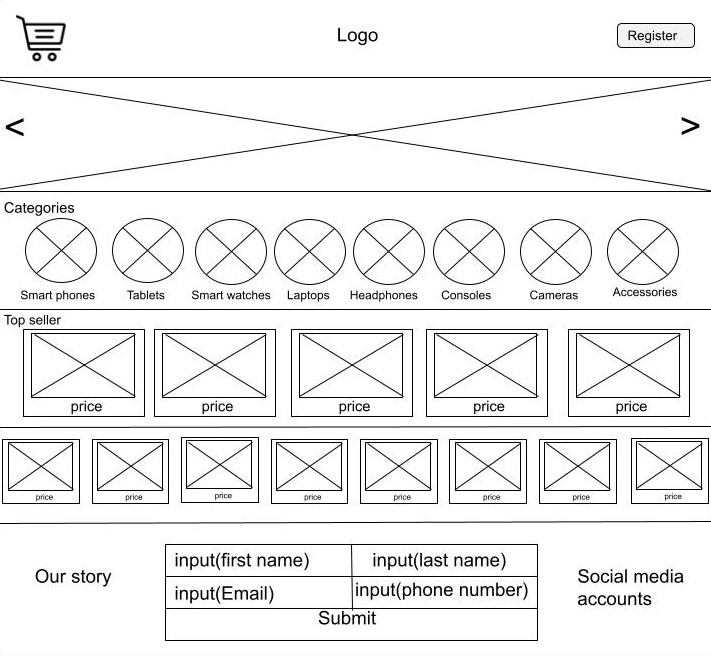 Logo
Register
<
>
Categories
Smart phones
Tablets
Smart watches
Laptops
Headphones
Consoles
Cameras
Accessories
Top seller
price
price
price
price
price
price
price
price
price
price
price
price
price
Our story
input(first name)
input(last name)
input(Email)
input(phone number)
Submit
Social media
accounts